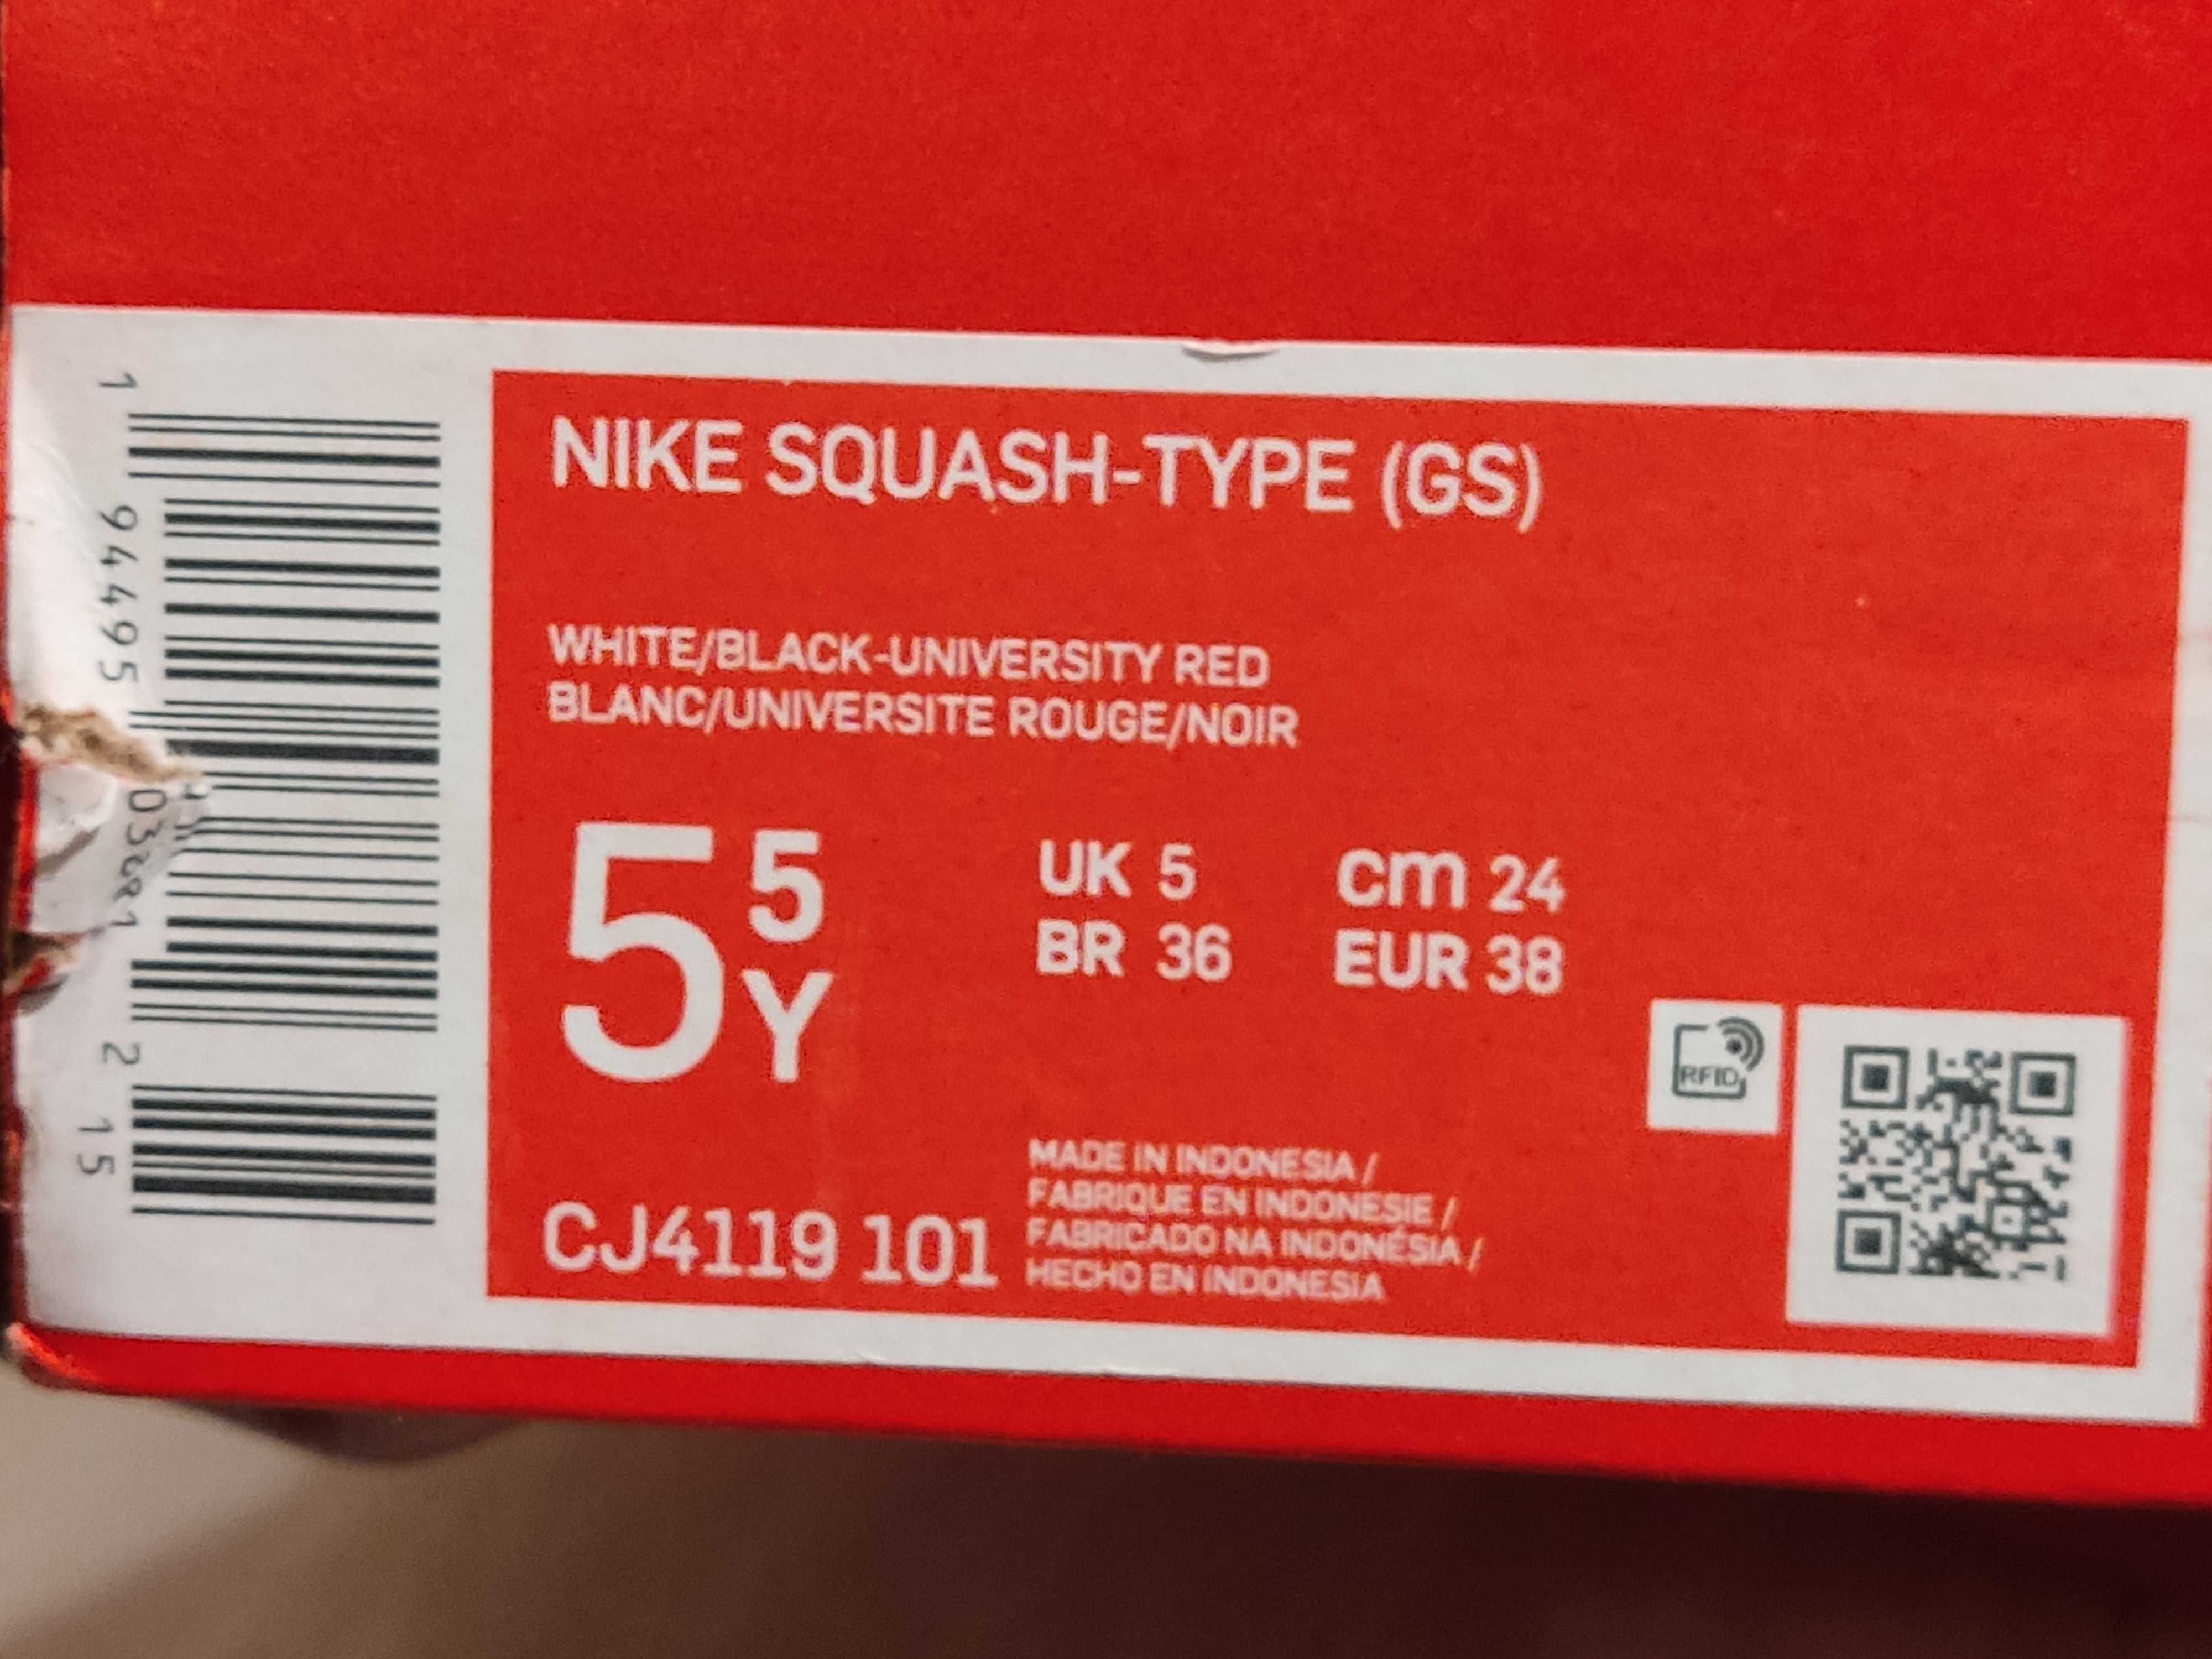 NIKE SQUASH-TYPE (GS)
WHITE/BLACK-UNIVERSITY RED
BLANC/UNIVERSITE ROUGE/NOIR
5 5 Y
UK 5 cm 24
BR 36 EUR 38
RFID
MADE IN INDONESIA /
FABRIQUE EN INDONESIE /
FABRICADO NA INDONÉSIA /
HECHO EN INDONESIA
CJ4119 101
1 94495 2 15